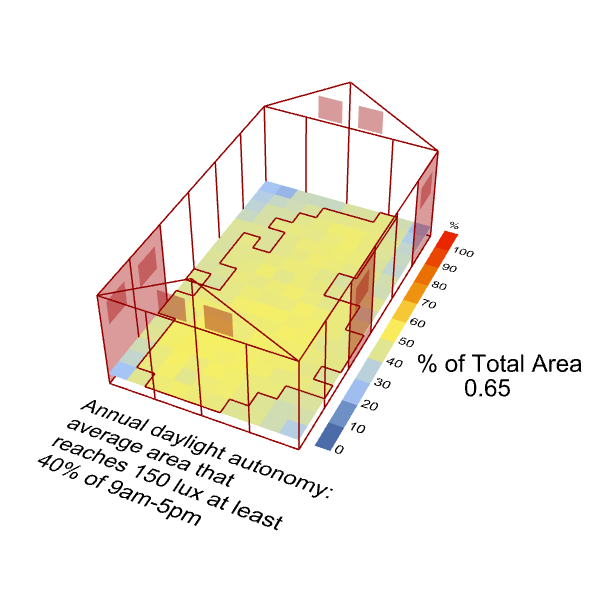 %
100
90
80
70
60
50
40
30
20
10
0
% of Total Area
0.65
Annual daylight autonomy:
average area that
reaches 150 lux at least
40% of 9am-5pm